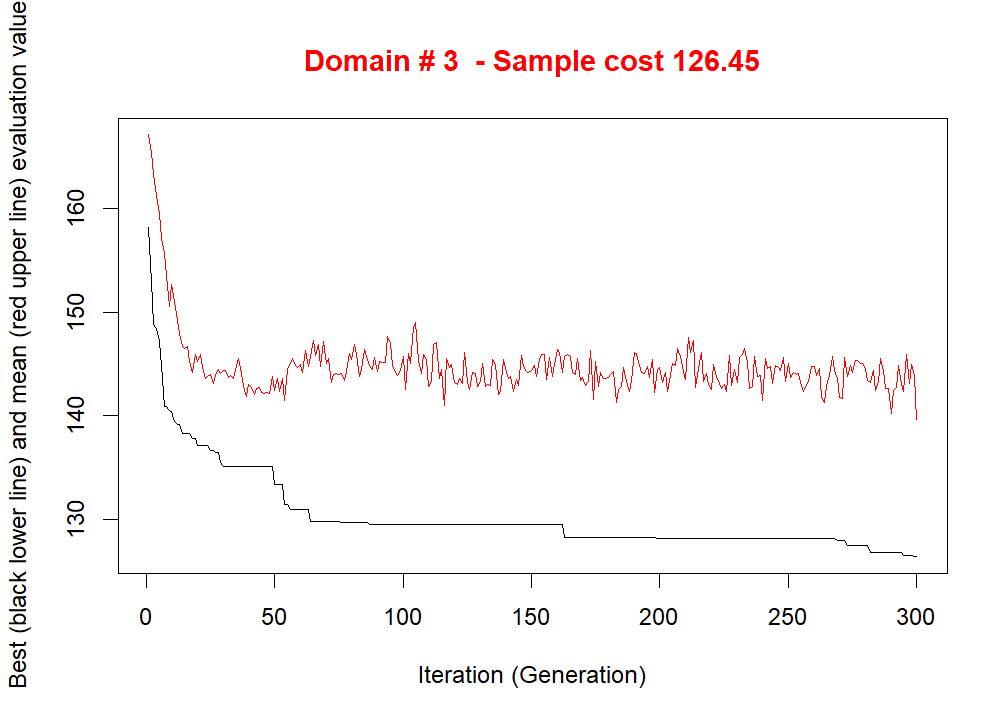 Domain # 3  - Sample cost 126.45
Best (black lower line) and mean (red upper line) evaluation value
160
150
140
130
0 50 100 150 200 250 300
Iteration (Generation)